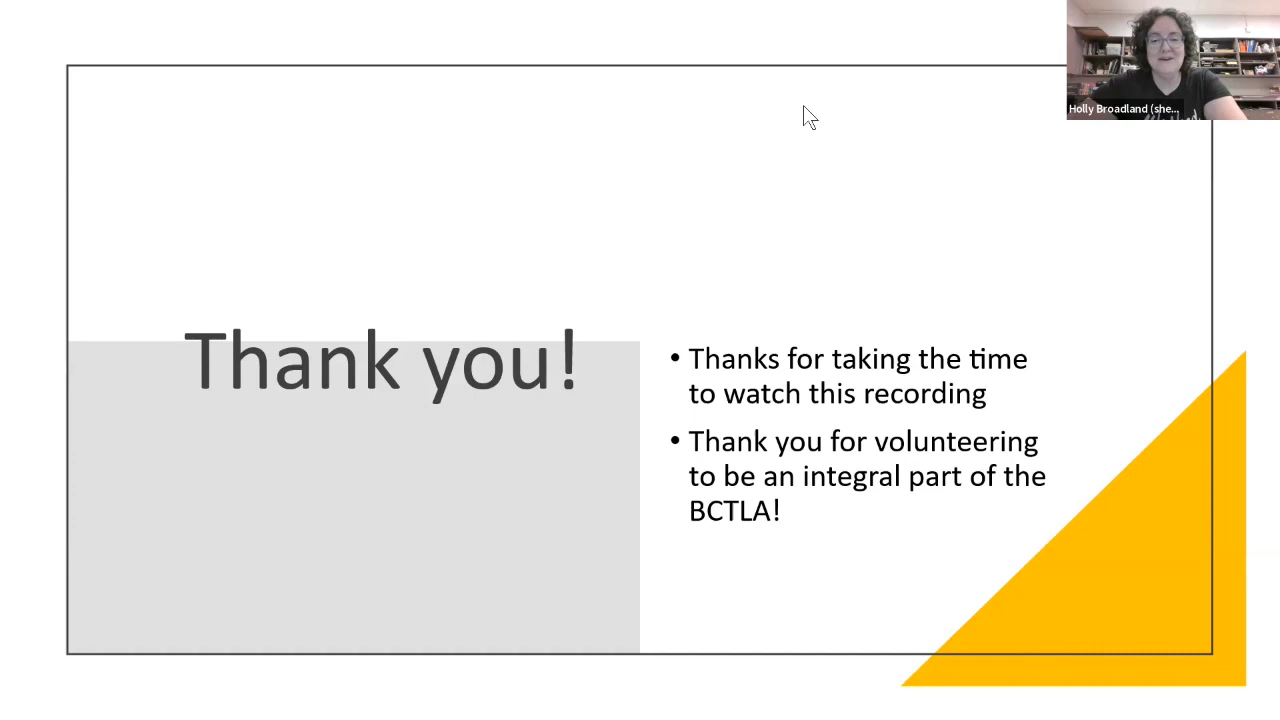 Holly Broadland (she...
Thank you!
• Thanks for taking the time
to watch this recording
• Thank you for volunteering
to be an integral part of the
BCTLA!